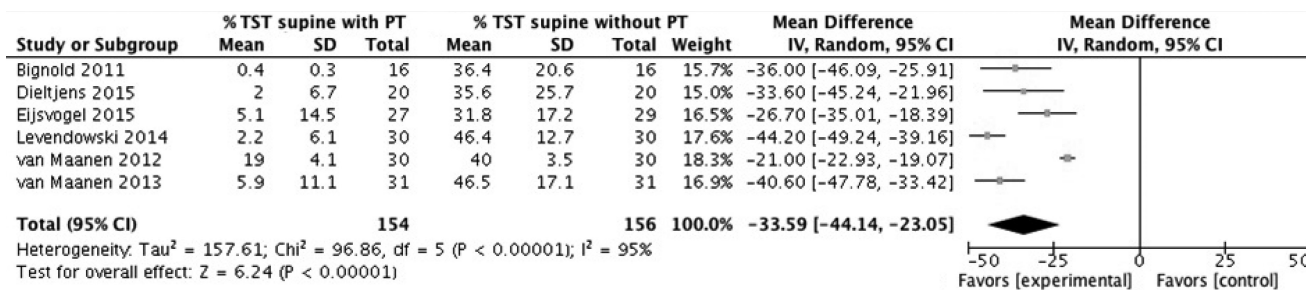 % TST supine with PT % TST supine without PT Mean Difference Mean Difference
Study or Subgroup Mean SD Total Mean SD Total Weight IV, Random, 95% CI IV, Random, 95% CI
Bignold 2011 0.4 0.3 16 36.4 20.6 16 15.7% -36.00 [-46.09, -25.91]
Dieltjens 2015 2 6.7 20 35.6 25.7 20 15.0% -33.60 [-45.24, -21.96]
Eijsvogel 2015 5.1 14.5 27 31.8 17.2 29 16.5% -26.70 [-35.01, -18.39]
Levendowski 2014 2.2 6.1 30 46.4 12.7 30 17.6% -44.20 [-49.24, -39.16]
van Maanen 2012 19 4.1 30 40 3.5 30 18.3% -21.00 [-22.93, -19.07]
van Maanen 2013 5.9 11.1 31 46.5 17.1 31 16.9% -40.60 [-47.78, -33.42]
Total (95% CI) 154 156 100.0% -33.59 [-44.14, -23.05]
Heterogeneity: Tau² = 157.61; Chi² = 96.86, df = 5 (P < 0.00001); I² = 95%
Test for overall effect: Z = 6.24 (P < 0.00001)
-50 -25 0 25 50
Favors [experimental] Favors [control]